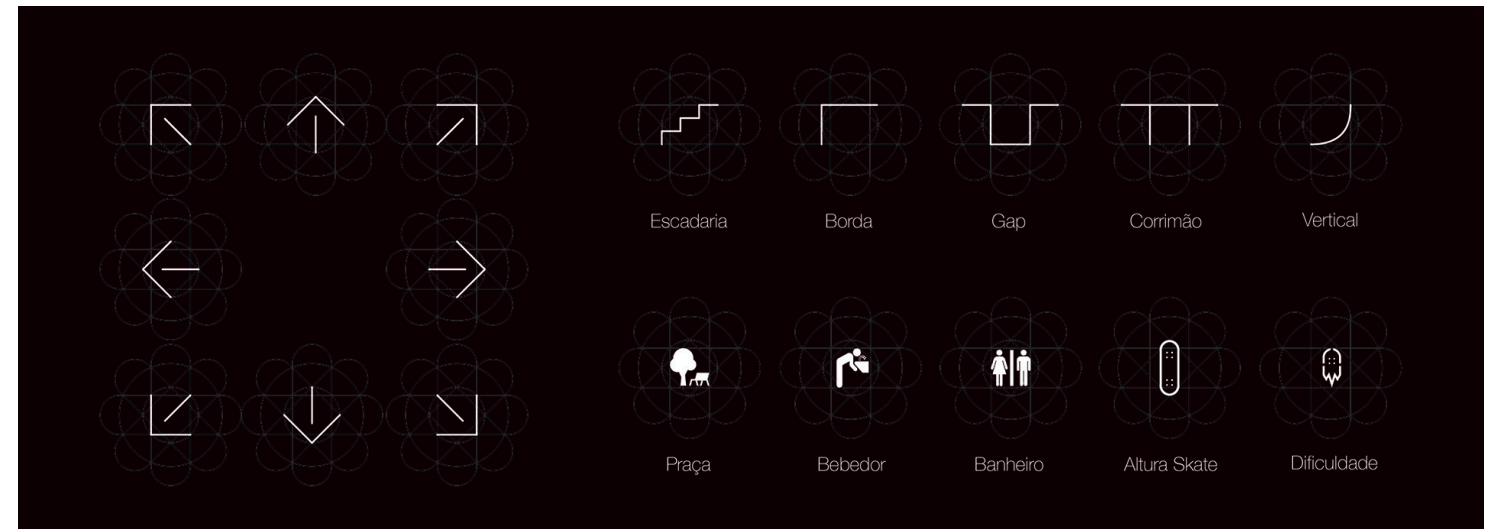 Escadaria
Borda
Gap
Corrimão
Vertical
Praça
Bebedor
Banheiro
Altura Skate
Dificuldade